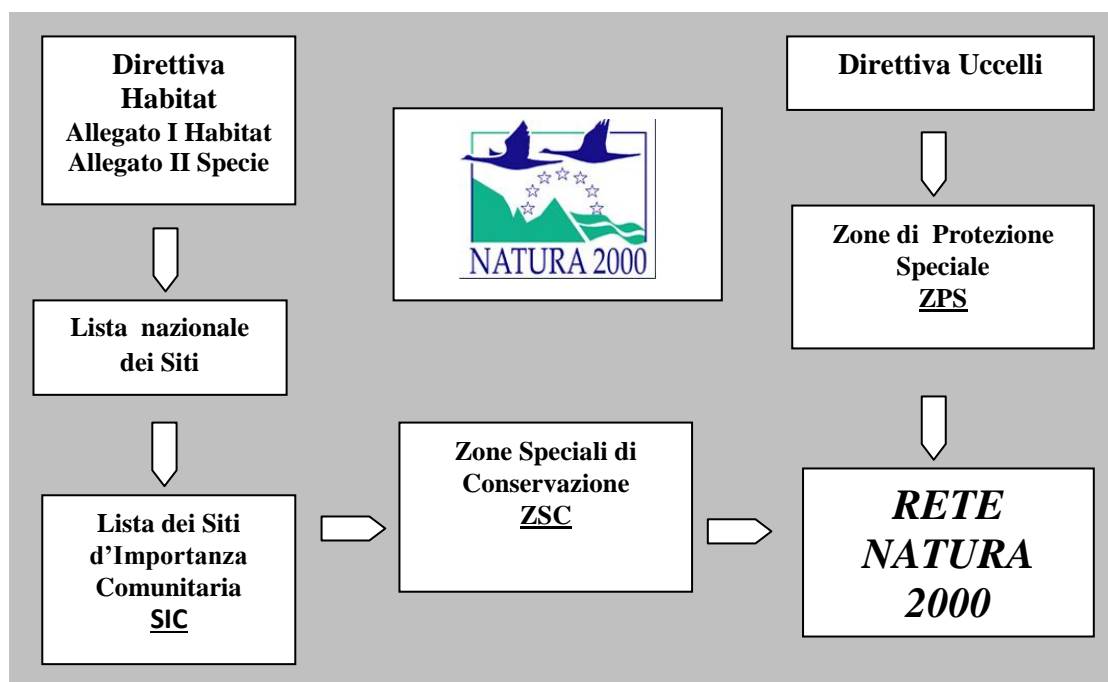 Direttiva
Habitat
Allegato I Habitat
Allegato II Specie
Lista nazionale
dei Siti
Lista dei Siti
d’Importanza
Comunitaria
SIC
NATURA 2000
Zone Speciali di
Conservazione
ZSC
Direttiva Uccelli
Zone di Protezione
Speciale
ZPS
RETE
NATURA
2000